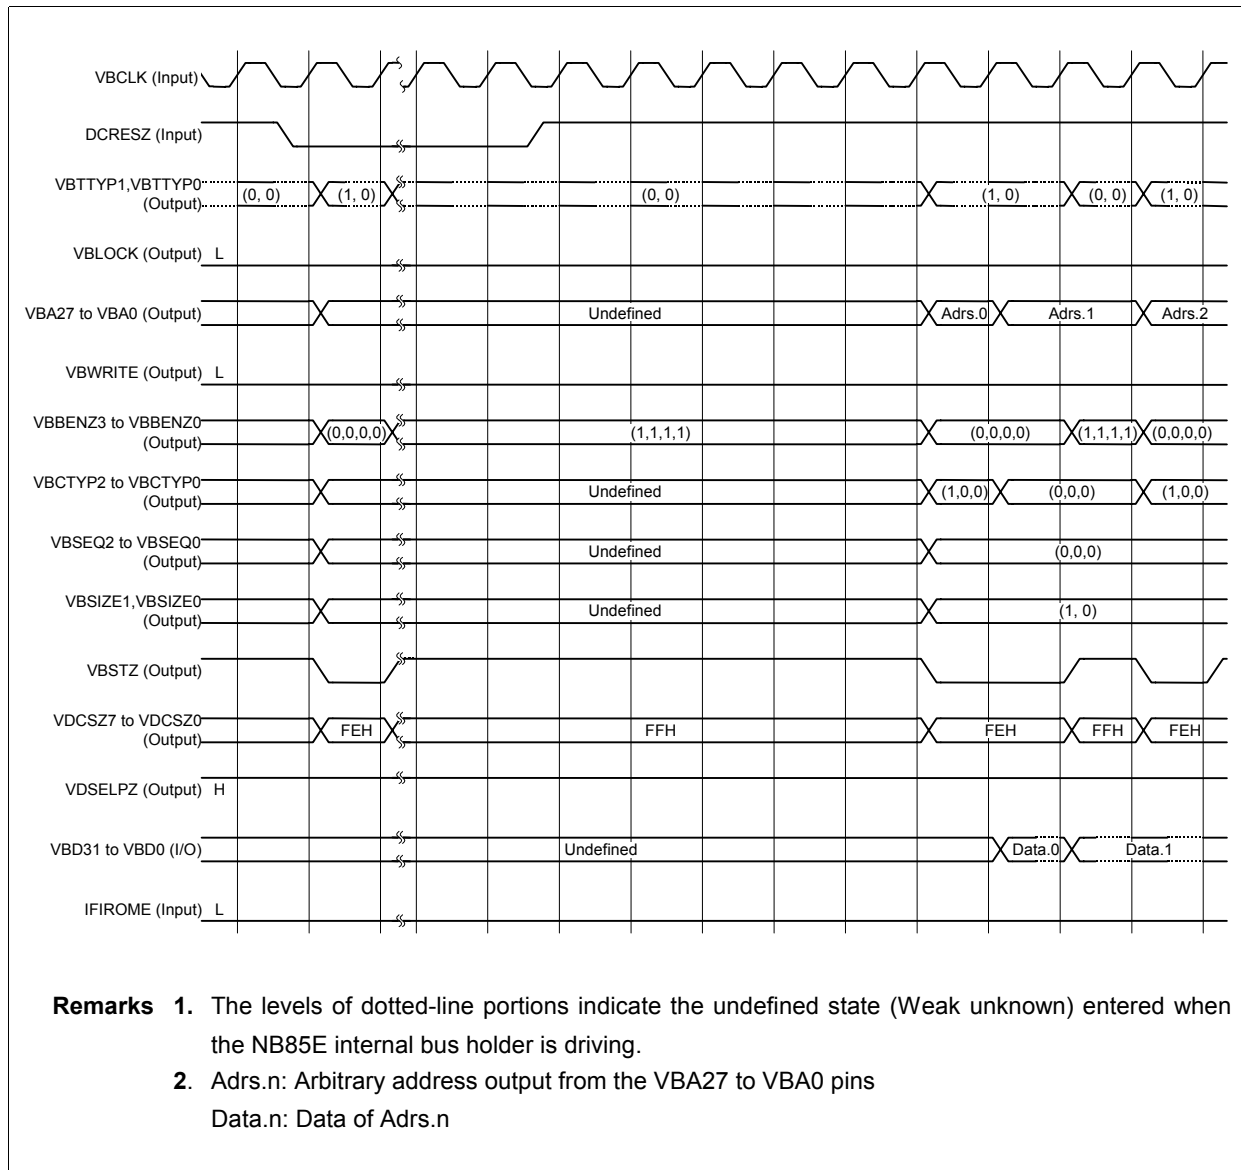 VBCLK (Input)
DCRESZ (Input)
VBTTYP1,VBTTYP0
(Output)
(0, 0) (1, 0) (0, 0) (1, 0) (0, 0) (1, 0)
VBLOCK (Output) L
VBA27 to VBA0 (Output) Undefined Adrs.0 Adrs.1 Adrs.2
VBWRITE (Output) L
VBBENZ3 to VBBENZ0
(Output)
(0,0,0,0) (1,1,1,1) (0,0,0,0) (1,1,1,1) (0,0,0,0)
VBCTYP2 to VBCTYP0
(Output)
Undefined (1,0,0) (0,0,0) (1,0,0)
VBSEQ2 to VBSEQ0
(Output)
Undefined (0,0,0)
VBSIZE1,VBSIZE0
(Output)
Undefined (1, 0)
VBSTZ (Output)
VDCSZ7 to VDCSZ0
(Output)
FEH FFH FEH FFH FEH
VDSELPZ (Output) H
VBD31 to VBD0 (I/O) Undefined Data.0 Data.1
IFIROME (Input) L
Remarks 1. The levels of dotted-line portions indicate the undefined state (Weak unknown) entered when
the NB85E internal bus holder is driving.
2. Adrs.n: Arbitrary address output from the VBA27 to VBA0 pins
Data.n: Data of Adrs.n